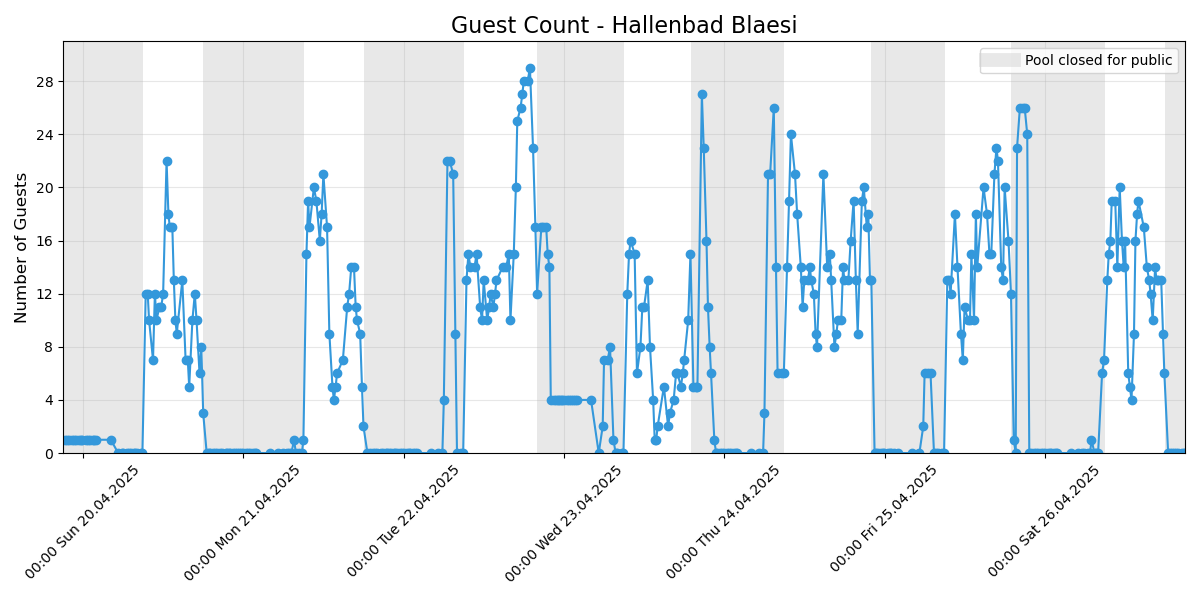 Guest Count - Hallenbad Blaesi
Pool closed for public
Number of Guests
28
24
20
16
12
8
4
0
00:00 Sun 20.04.2025
00:00 Mon 21.04.2025
00:00 Tue 22.04.2025
00:00 Wed 23.04.2025
00:00 Thu 24.04.2025
00:00 Fri 25.04.2025
00:00 Sat 26.04.2025